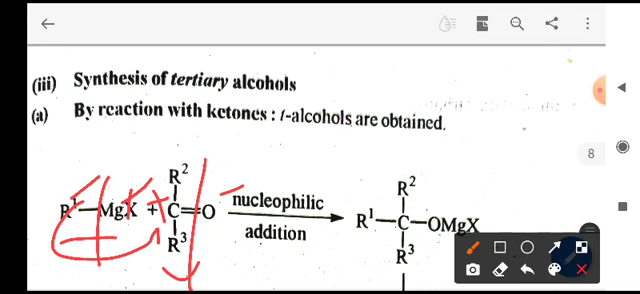 (iii) Synthesis of tertiary alcohols
(a) By reaction with ketones : t-alcohols are obtained.
8
R² R²
R¹—MgX + C=O nucleophilic addition R¹—C—OMgX
R³ R³